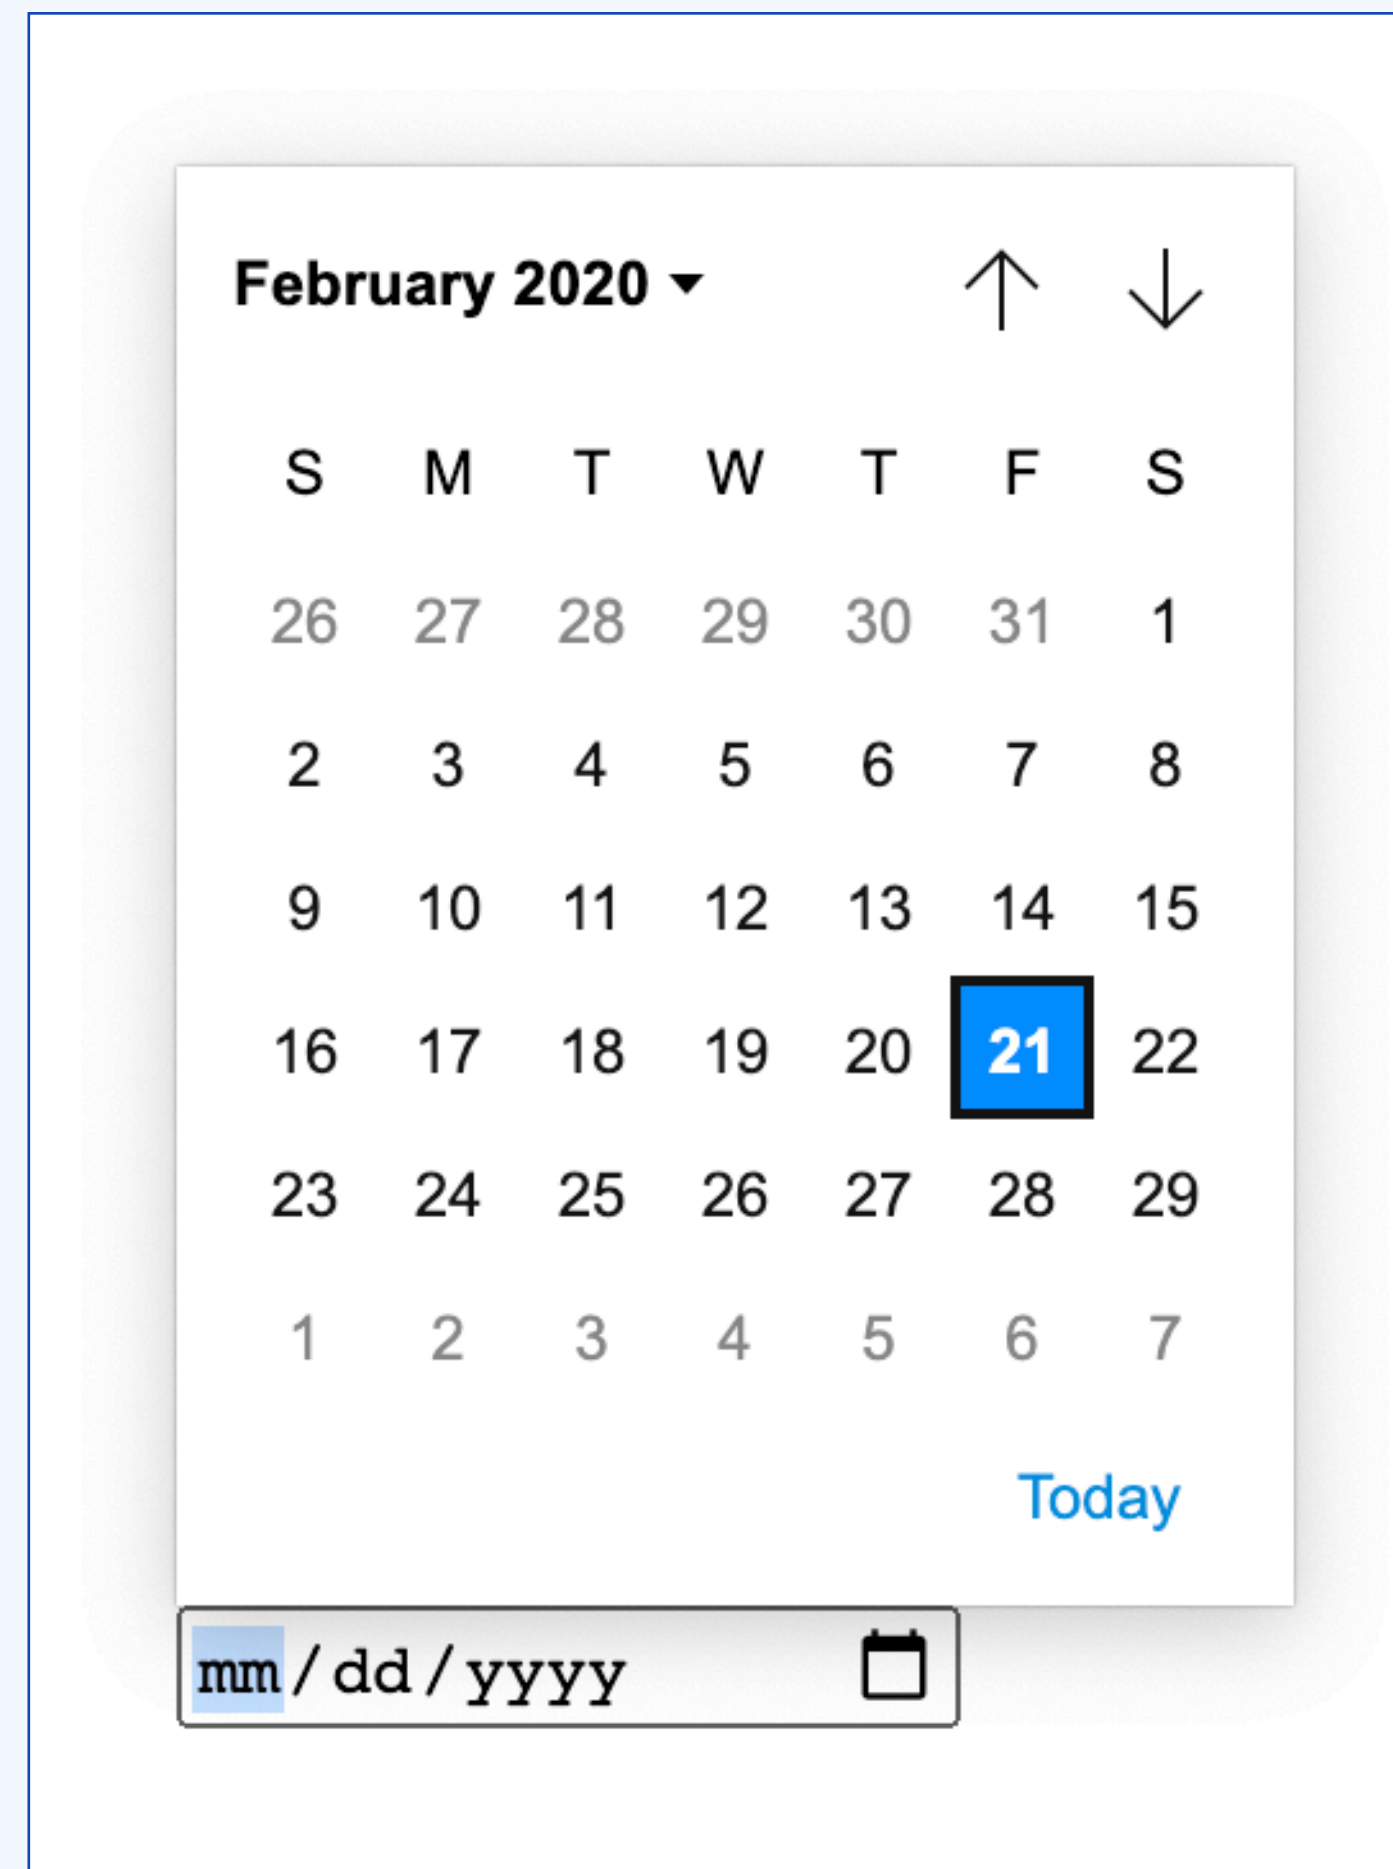 February 2020
S M T W T F S
26 27 28 29 30 31 1
2 3 4 5 6 7 8
9 10 11 12 13 14 15
16 17 18 19 20 21 22
23 24 25 26 27 28 29
1 2 3 4 5 6 7
Today
mm/dd/yyyy